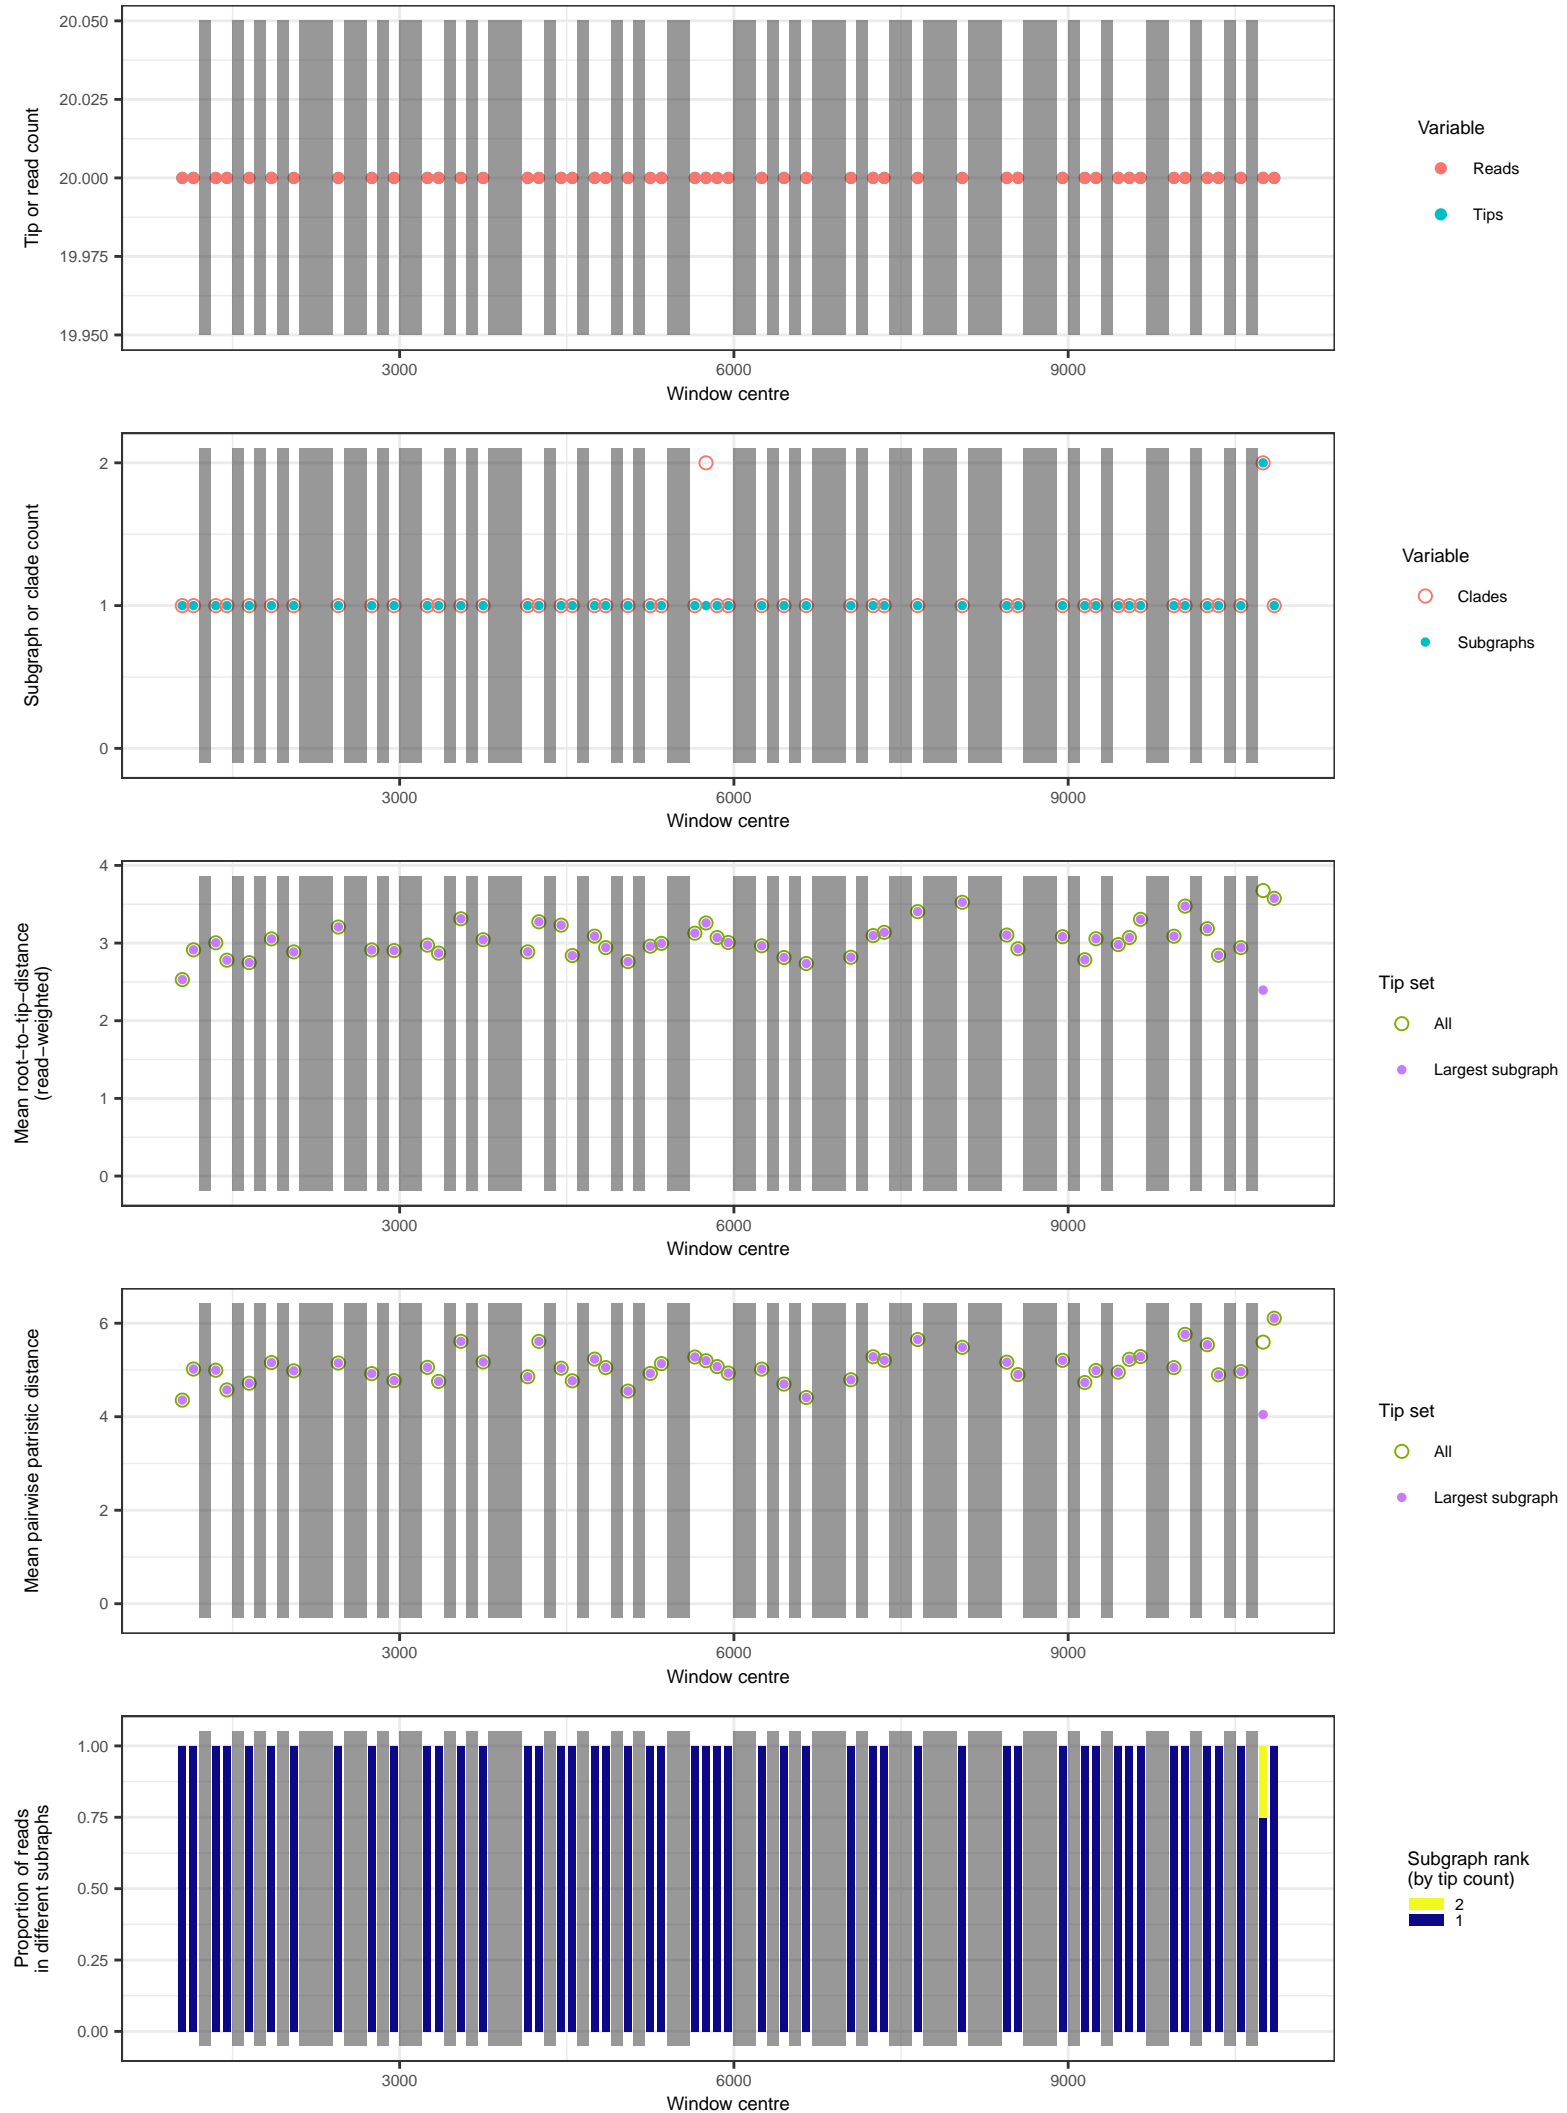 Tip or read count
20.050
20.025
20.000
19.975
19.950
3000 6000 9000
Window centre
Variable
Reads
Tips
Subgraph or clade count
2
1
0
3000 6000 9000
Window centre
Variable
Clades
Subgraphs
Mean root−to−tip−distance
(read−weighted)
4
3
2
1
0
3000 6000 9000
Window centre
Tip set
All
Largest subgraph
Mean pairwise patristic distance
6
4
2
0
3000 6000 9000
Window centre
Tip set
All
Largest subgraph
Proportion of reads
in different subraphs
1.00
0.75
0.50
0.25
0.00
3000 6000 9000
Window centre
Subgraph rank
(by tip count)
2
1